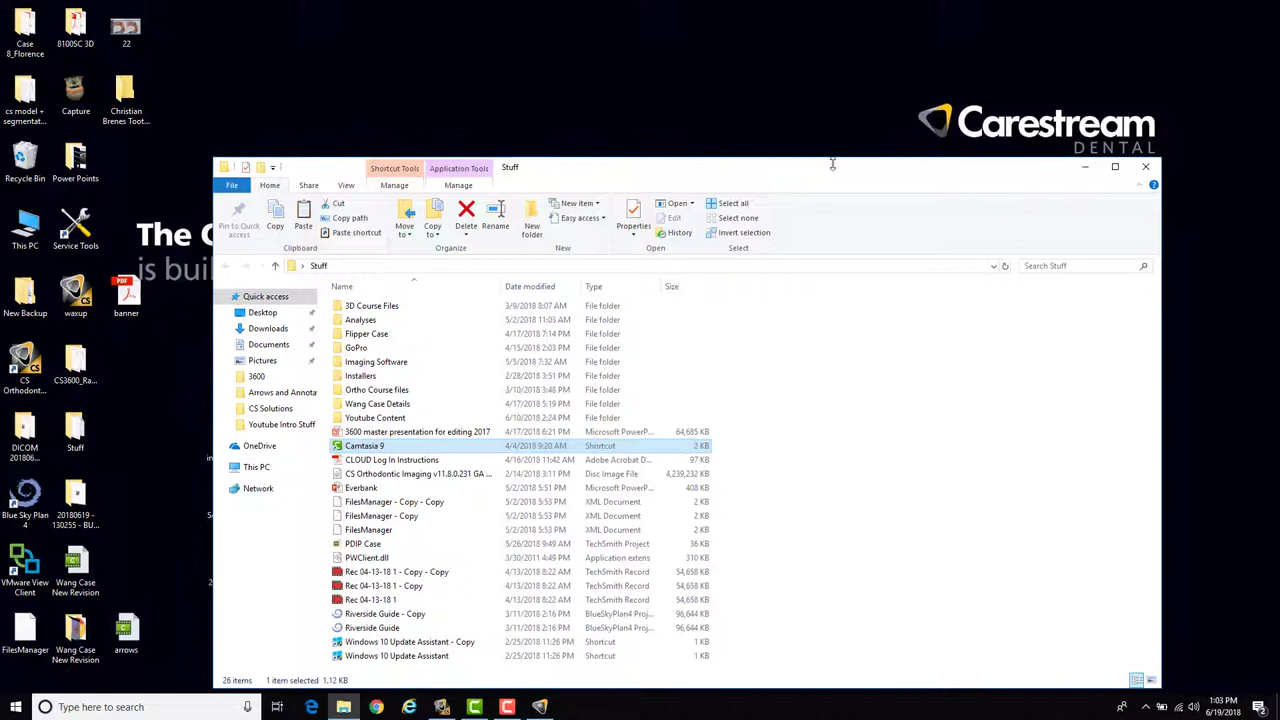 Case
8_Florence
8100SC 3D
22
cs model +
segmentat...
Capture
Christian
Brenes Toot...
Recycle Bin
Power Points
This PC
Service Tools
The C
is buil
New Backup
waxup
PDF
banner
CS
Orthodont...
CS3600_Ra...
DICOM
201806...
Stuff
Blue Sky Plan
4
20180619 -
130255 - BU...
VMware View
Client
Wang Case
New Revision
FilesManager
Wang Case
New Revision
arrows
Carestream
DENTAL
Shortcut Tools
Application Tools
Stuff
File
Home
Share
View
Manage
Manage
Pin to Quick
access
Copy
Paste
Cut
Copy path
Paste shortcut
Clipboard
Move
to
Copy
to
Delete
Rename
Organize
New
folder
New item
Easy access
New
Properties
Open
Edit
History
Open
Select all
Select none
Invert selection
Select
Stuff
Search Stuff
Name
Date modified
Type
Size
Quick access
Desktop
Downloads
Documents
Pictures
3600
Arrows and Annota
CS Solutions
Youtube Intro Stuff
OneDrive
This PC
Network
3D Course Files 3/9/2018 8:07 AM File folder
Analyses 5/2/2018 11:03 AM File folder
Flipper Case 4/17/2018 7:14 PM File folder
GoPro 4/15/2018 2:03 PM File folder
Imaging Software 5/5/2018 7:32 AM File folder
Installers 2/28/2018 3:51 PM File folder
Ortho Course files 3/10/2018 3:48 PM File folder
Wang Case Details 4/17/2018 5:19 PM File folder
Youtube Content 6/10/2018 2:24 PM File folder
3600 master presentation for editing 2017 4/17/2018 6:21 PM Microsoft PowerP... 64,685 KB
Camtasia 9 4/4/2018 9:20 AM Shortcut 2 KB
CLOUD Log In Instructions 4/16/2018 11:42 AM Adobe Acrobat D... 97 KB
CS Orthodontic Imaging v11.8.0.231 GA ... 2/14/2018 3:11 PM Disc Image File 4,239,232 KB
Everbank 5/2/2018 5:51 PM Microsoft PowerP... 408 KB
FilesManager - Copy - Copy 5/2/2018 5:53 PM XML Document 2 KB
FilesManager - Copy 5/2/2018 5:53 PM XML Document 2 KB
FilesManager 5/2/2018 5:53 PM XML Document 2 KB
PDIP Case 5/26/2018 9:49 AM TechSmith Project 36 KB
PWClient.dll 3/30/2011 4:49 PM Application extens 310 KB
Rec 04-13-18 1 - Copy - Copy 4/13/2018 8:22 AM TechSmith Record 54,658 KB
Rec 04-13-18 1 - Copy 4/13/2018 8:22 AM TechSmith Record 54,658 KB
Rec 04-13-18 1 4/13/2018 8:22 AM TechSmith Record 54,658 KB
Riverside Guide - Copy 3/11/2018 2:16 PM BlueSkyPlan4 Proj... 96,644 KB
Riverside Guide 3/11/2018 2:16 PM BlueSkyPlan4 Proj... 96,644 KB
Windows 10 Update Assistant - Copy 2/25/2018 11:26 PM Shortcut 1 KB
Windows 10 Update Assistant 2/25/2018 11:26 PM Shortcut 1 KB
26 items
1 item selected 1.12 KB
Type here to search
1:03 PM
6/19/2018